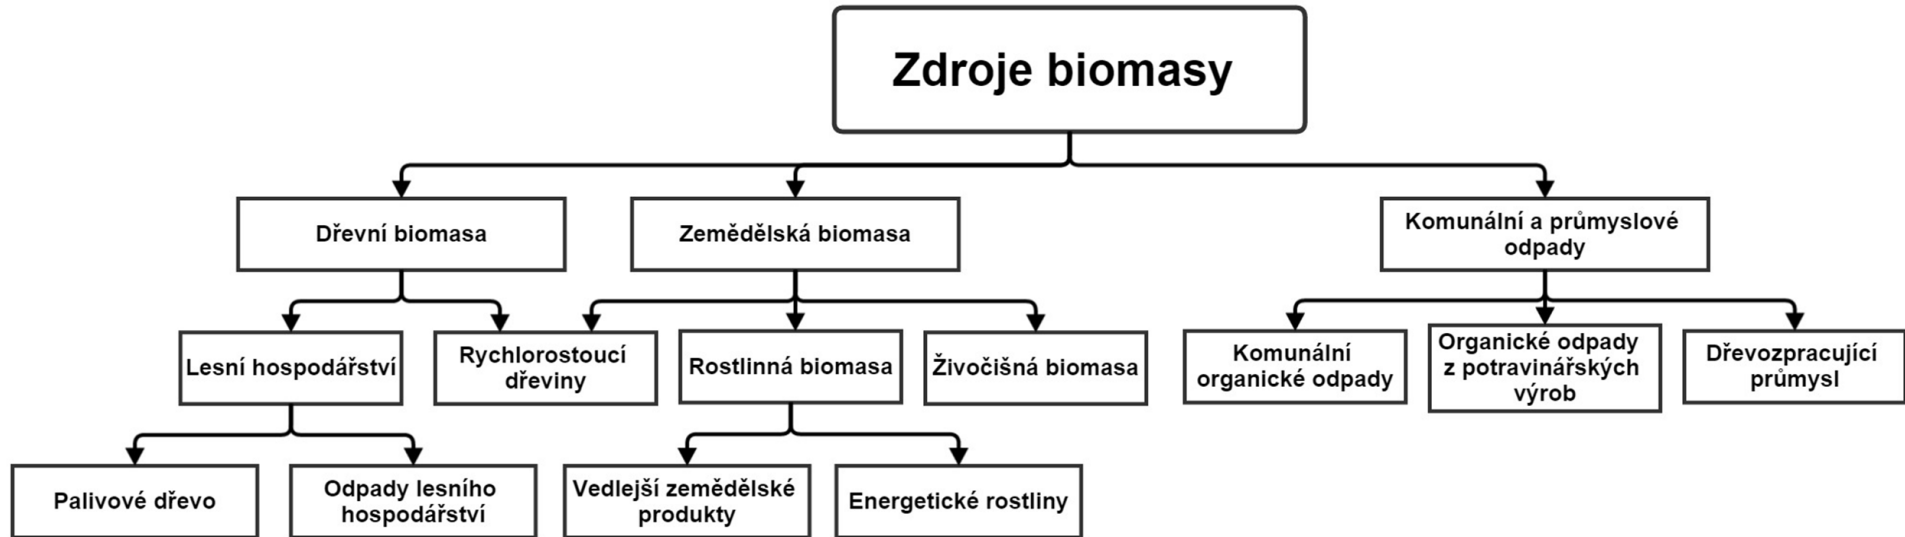 Zdroje biomasy
Dřevní biomasa
Zemědělská biomasa
Komunální a průmyslové
odpady
Lesní hospodářství
Rychlorostoucí
dřeviny
Rostlinná biomasa
Živočišná biomasa
Komunální
organické odpady
Organické odpady
z potravinářských
výrob
Dřevozpracující
průmysl
Palivové dřevo
Odpady lesního
hospodářství
Vedlejší zemědělské
produkty
Energetické rostliny